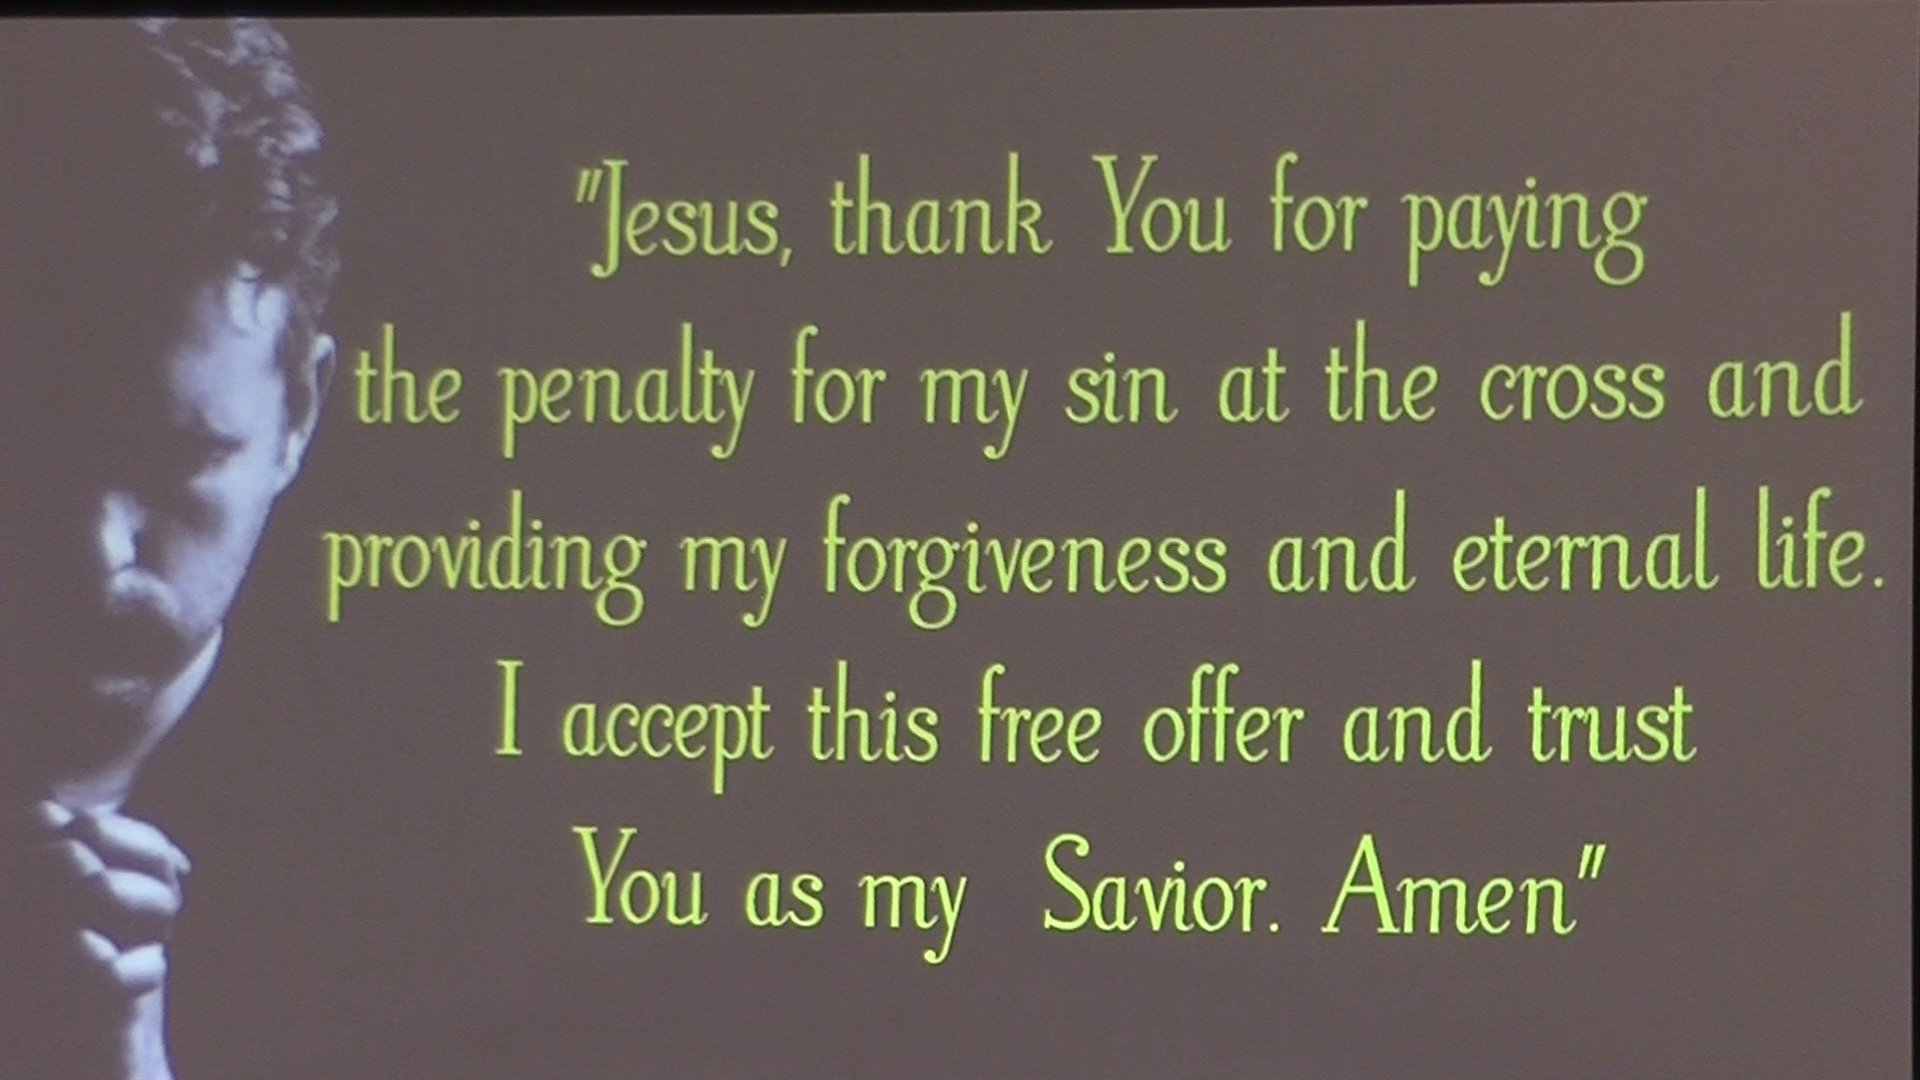 "Jesus, thank You for paying
the penalty for my sin at the cross and
providing my forgiveness and eternal life.
I accept this free offer and trust
You as my Savior. Amen"